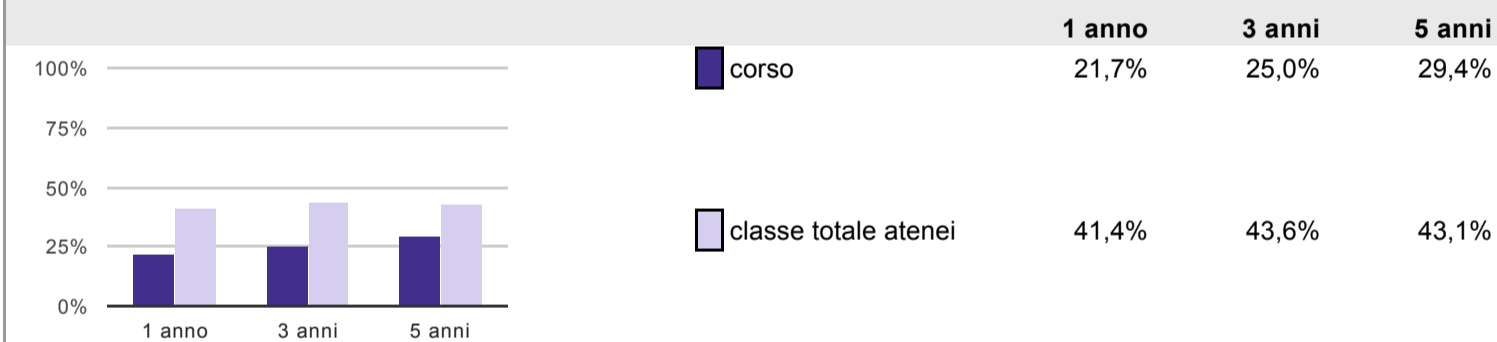 1 anno 3 anni 5 anni
100%
75%
50%
25%
0%
1 anno 3 anni 5 anni
corso 21,7% 25,0% 29,4%
classe totale atenei 41,4% 43,6% 43,1%